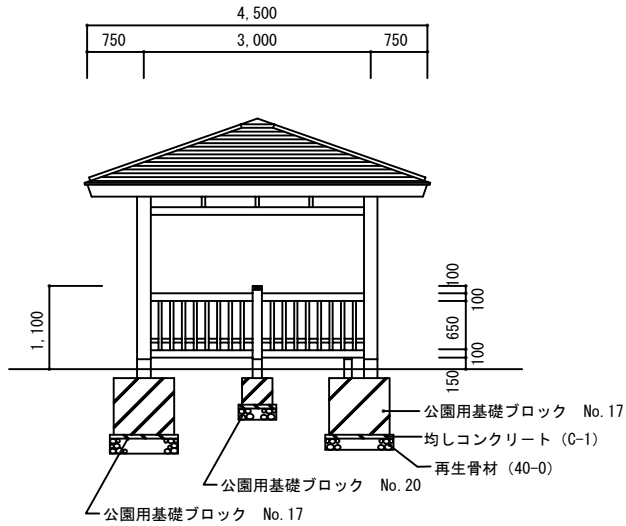 4,500
750
3,000
750
1,100
100
100
650
100
150
公園用基礎ブロック No.17
均しコンクリート (C-1)
再生骨材 (40-0)
公園用基礎ブロック No.20
公園用基礎ブロック No.17